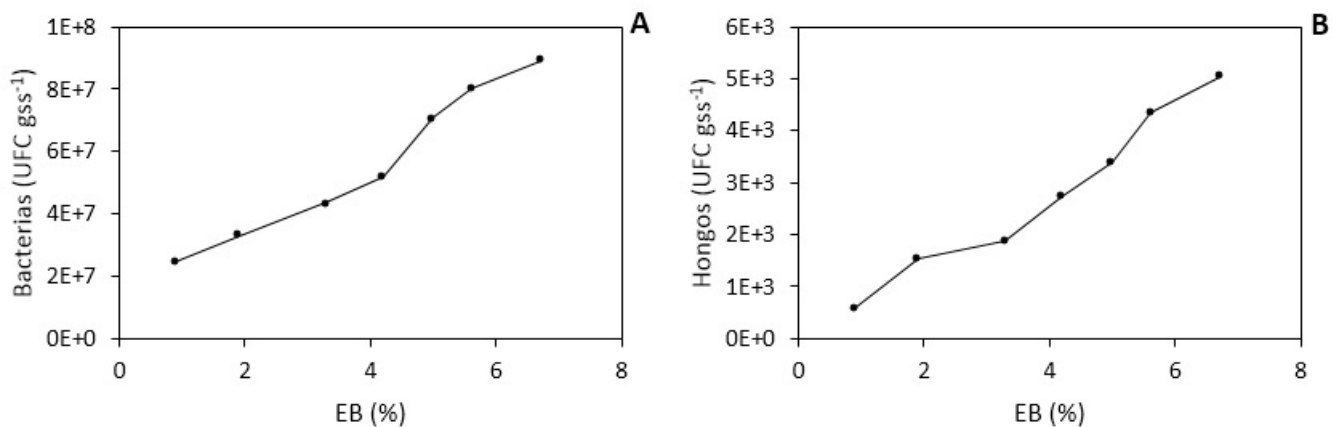 A
Bacterias (UFC gss⁻¹)
1E+8
8E+7
6E+7
4E+7
2E+7
0E+0
0 2 4 6 8
EB (%)
B
Hongos (UFC gss⁻¹)
6E+3
5E+3
4E+3
3E+3
2E+3
1E+3
0E+0
0 2 4 6 8
EB (%)